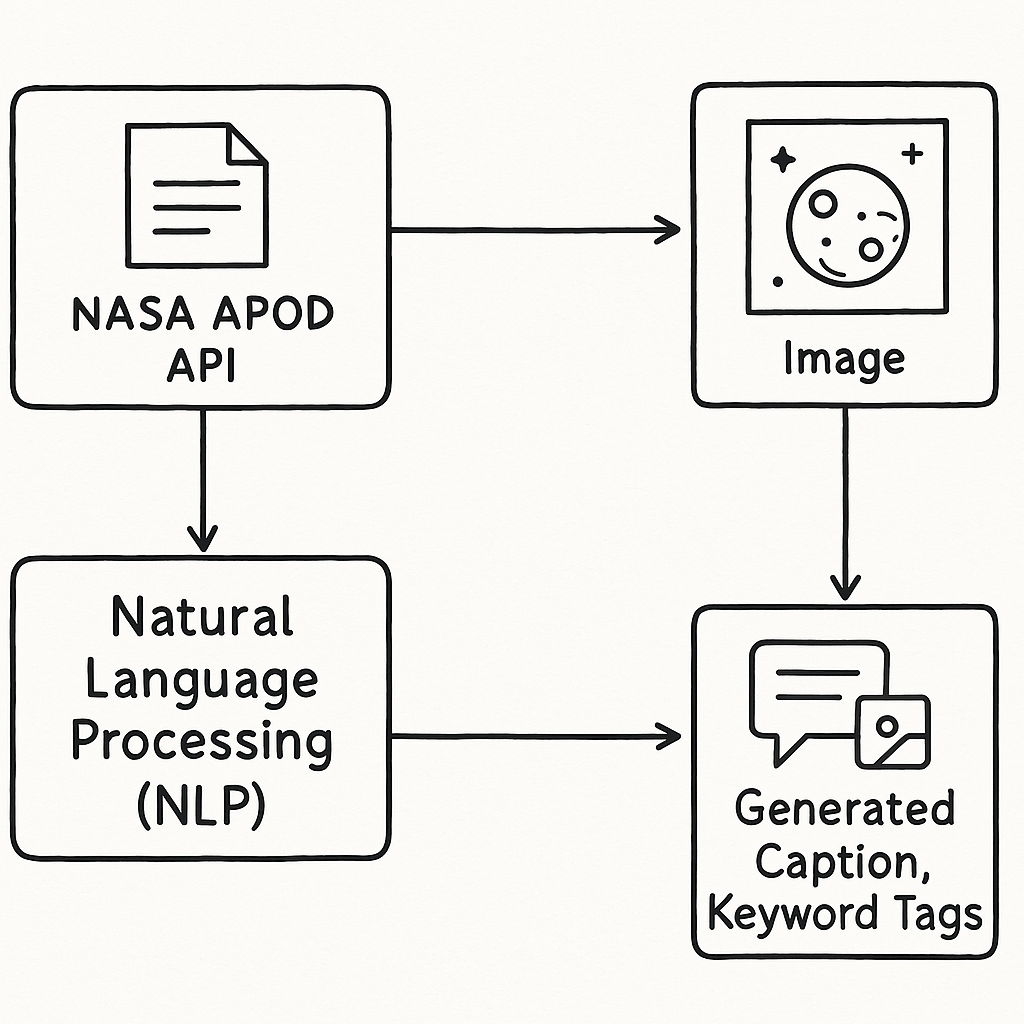 NASA APOD
API
Image
Natural
Language
Processing
(NLP)
Generated
Caption,
Keyword Tags